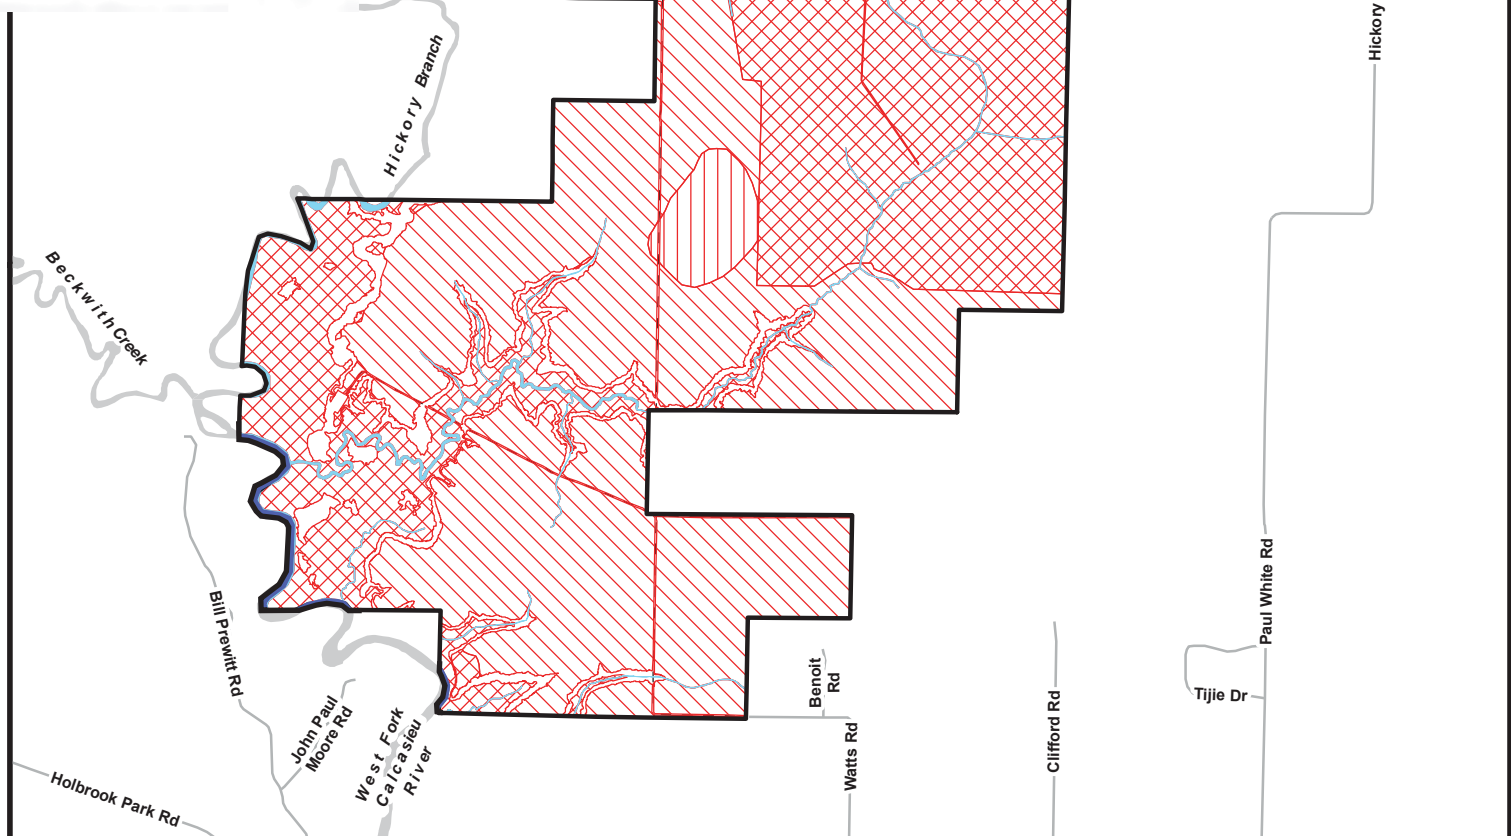 Hickory
Hickory Branch
Beckwith Creek
Paul White Rd
Bill Prewitt Rd
Benoit
Rd
Tijie Dr
John Paul
Moore Rd
West Fork
Calcasieu
River
Watts Rd
Clifford Rd
Holbrook Park Rd